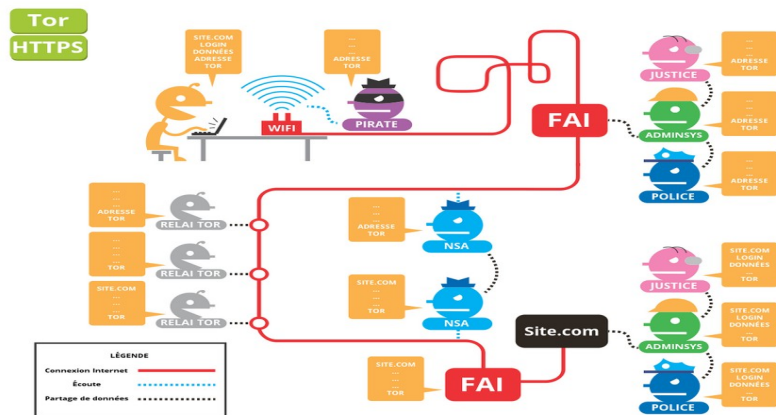 Tor
HTTPS
SITE.COM
LOGIN
DONNÉES
ADRESSE
TOR
...
...
...
ADRESSE
TOR
WIFI
PIRATE
FAI
...
...
...
ADRESSE
TOR
JUSTICE
...
...
...
ADRESSE
TOR
ADMINSYS
...
...
...
ADRESSE
TOR
POLICE
...
...
...
ADRESSE
TOR
RELAI TOR
...
...
...
...
TOR
RELAI TOR
SITE.COM
...
...
...
TOR
RELAI TOR
...
...
...
ADRESSE
TOR
NSA
SITE.COM
...
...
...
TOR
NSA
SITE.COM
LOGIN
DONNÉES
...
TOR
JUSTICE
SITE.COM
LOGIN
DONNÉES
...
TOR
ADMINSYS
SITE.COM
LOGIN
DONNÉES
...
TOR
POLICE
Site.com
SITE.COM
...
...
...
TOR
FAI
LÉGENDE
Connexion Internet
Écoute
Partage de données